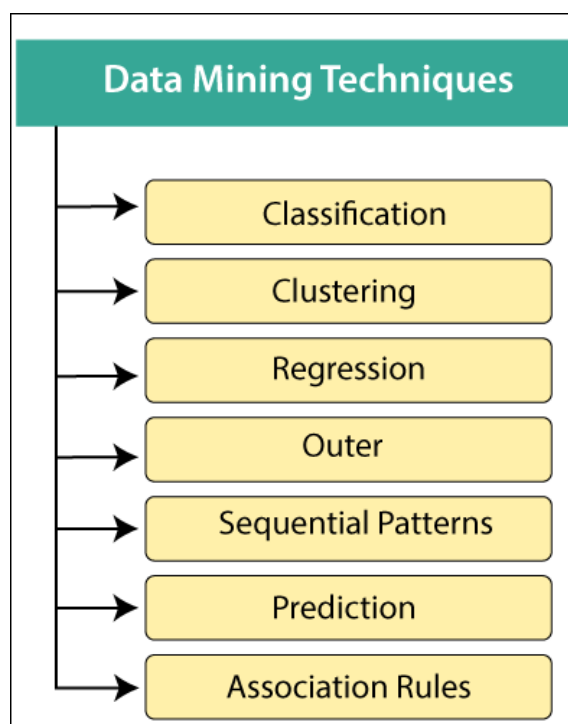 Data Mining Techniques
Classification
Clustering
Regression
Outer
Sequential Patterns
Prediction
Association Rules